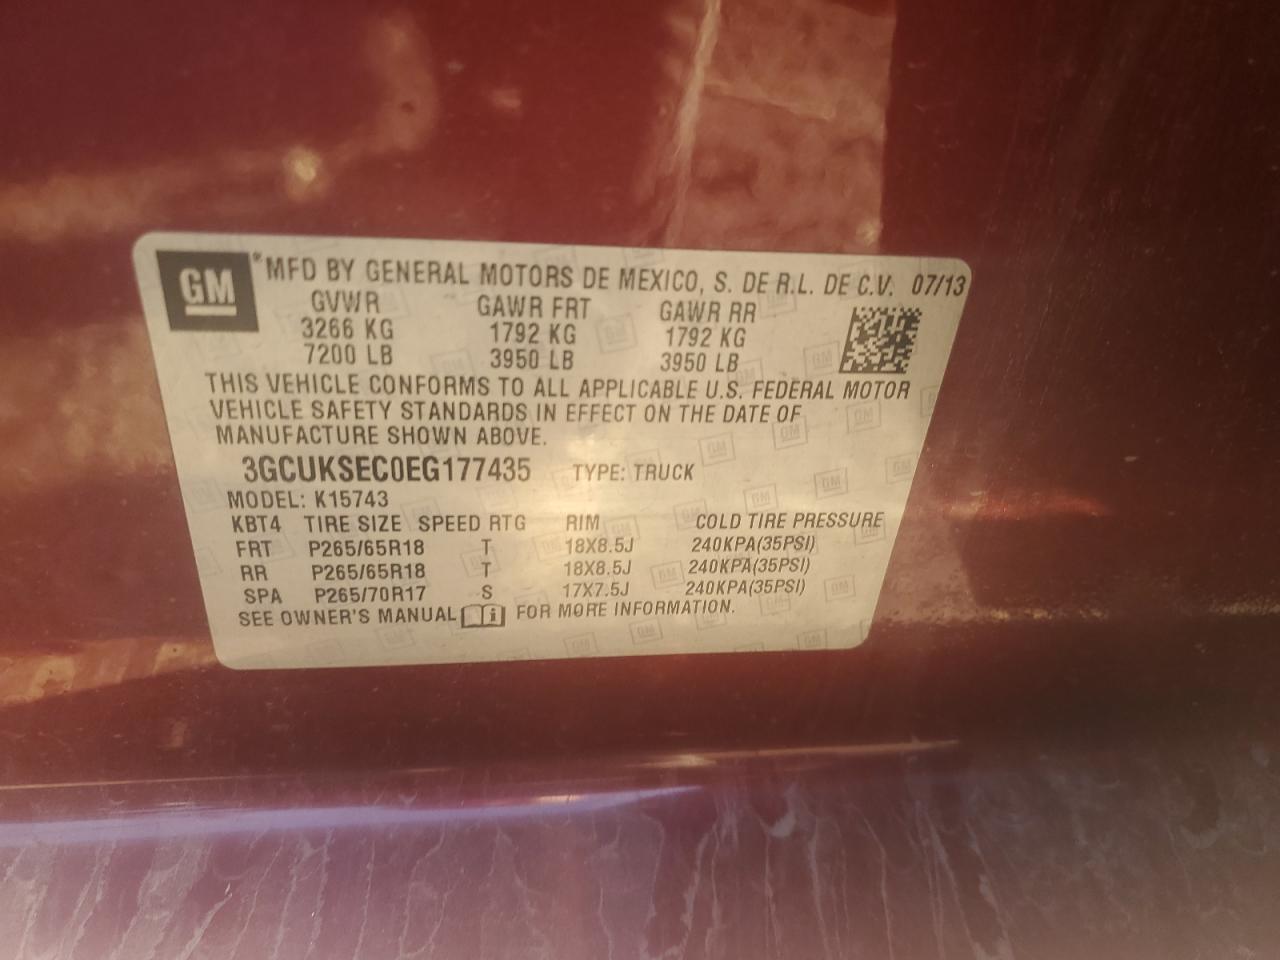 GM ® MFD BY GENERAL MOTORS DE MEXICO, S. DE R.L. DE C.V. 07/13
GVWR GAWR FRT GAWR RR
3266 KG 1792 KG 1792 KG
7200 LB 3950 LB 3950 LB
THIS VEHICLE CONFORMS TO ALL APPLICABLE U.S. FEDERAL MOTOR
VEHICLE SAFETY STANDARDS IN EFFECT ON THE DATE OF
MANUFACTURE SHOWN ABOVE.
3GCUKSEC0EG177435 TYPE: TRUCK
MODEL: K15743
KBT4 TIRE SIZE SPEED RTG RIM COLD TIRE PRESSURE
FRT P265/65R18 T 18X8.5J 240KPA(35PSI)
RR P265/65R18 T 18X8.5J 240KPA(35PSI)
SPA P265/70R17 S 17X7.5J 240KPA(35PSI)
SEE OWNER'S MANUAL FOR MORE INFORMATION.